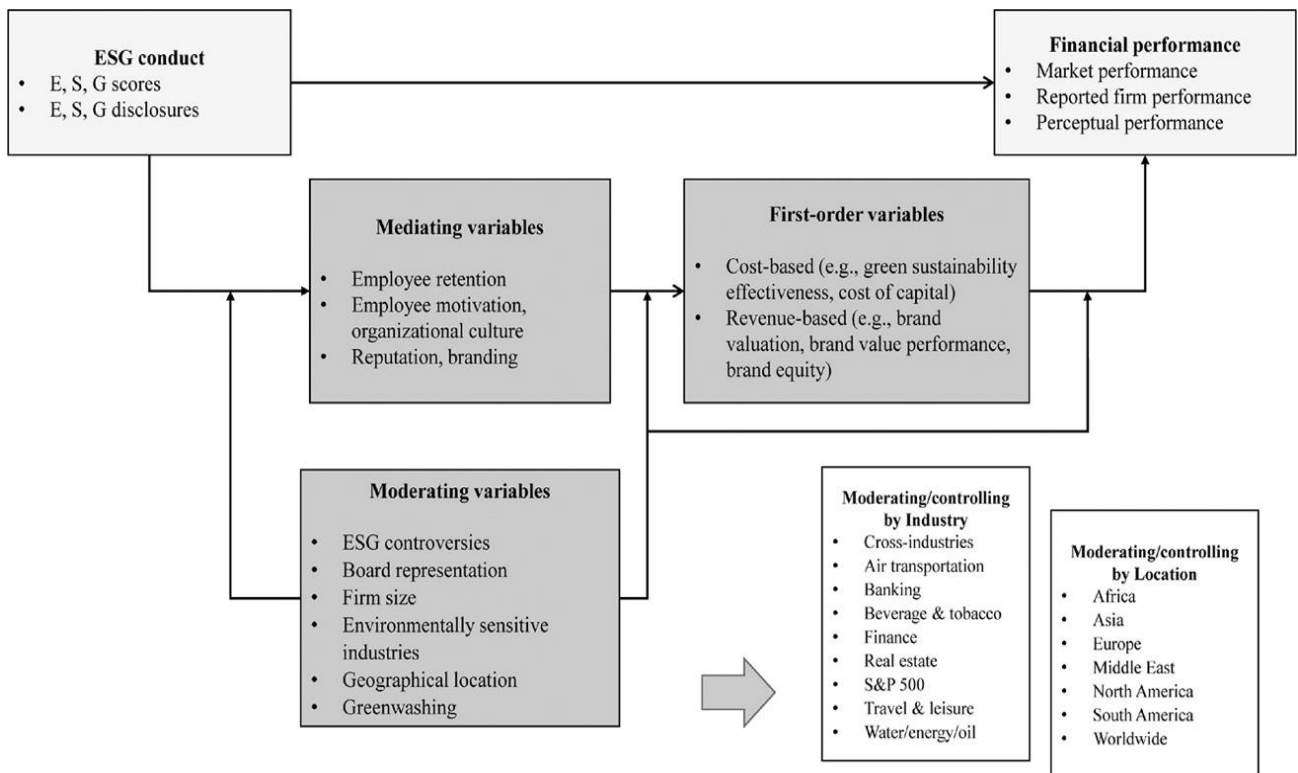 ESG conduct
• E, S, G scores
• E, S, G disclosures
Financial performance
• Market performance
• Reported firm performance
• Perceptual performance
Mediating variables
• Employee retention
• Employee motivation,
organizational culture
• Reputation, branding
First-order variables
• Cost-based (e.g., green sustainability
effectiveness, cost of capital)
• Revenue-based (e.g., brand
valuation, brand value performance,
brand equity)
Moderating variables
• ESG controversies
• Board representation
• Firm size
• Environmentally sensitive
industries
• Geographical location
• Greenwashing
Moderating/controlling
by Industry
• Cross-industries
• Air transportation
• Banking
• Beverage & tobacco
• Finance
• Real estate
• S&P 500
• Travel & leisure
• Water/energy/oil
Moderating/controlling
by Location
• Africa
• Asia
• Europe
• Middle East
• North America
• South America
• Worldwide